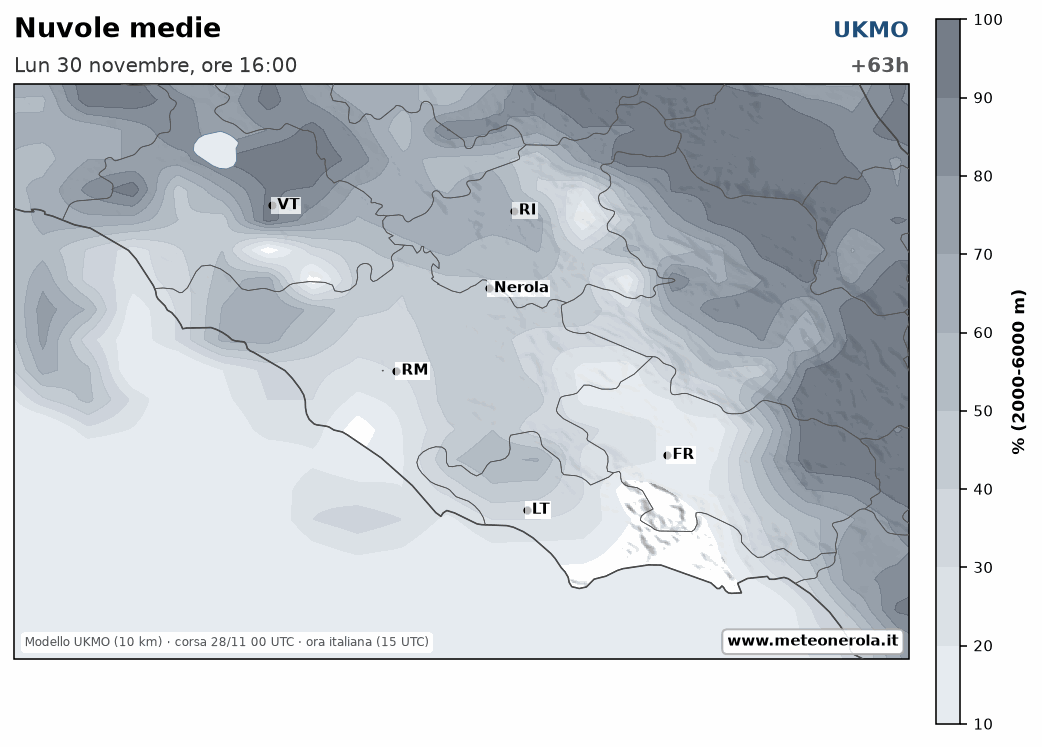 Nuvole medie
UKMO
Lun 30 novembre, ore 16:00
+63h
100
90
80
70
60
50
40
30
20
10
% (2000-6000 m)
VT
RI
Nerola
RM
FR
LT
Modello UKMO (10 km) · corsa 28/11 00 UTC · ora italiana (15 UTC)
www.meteonerola.it